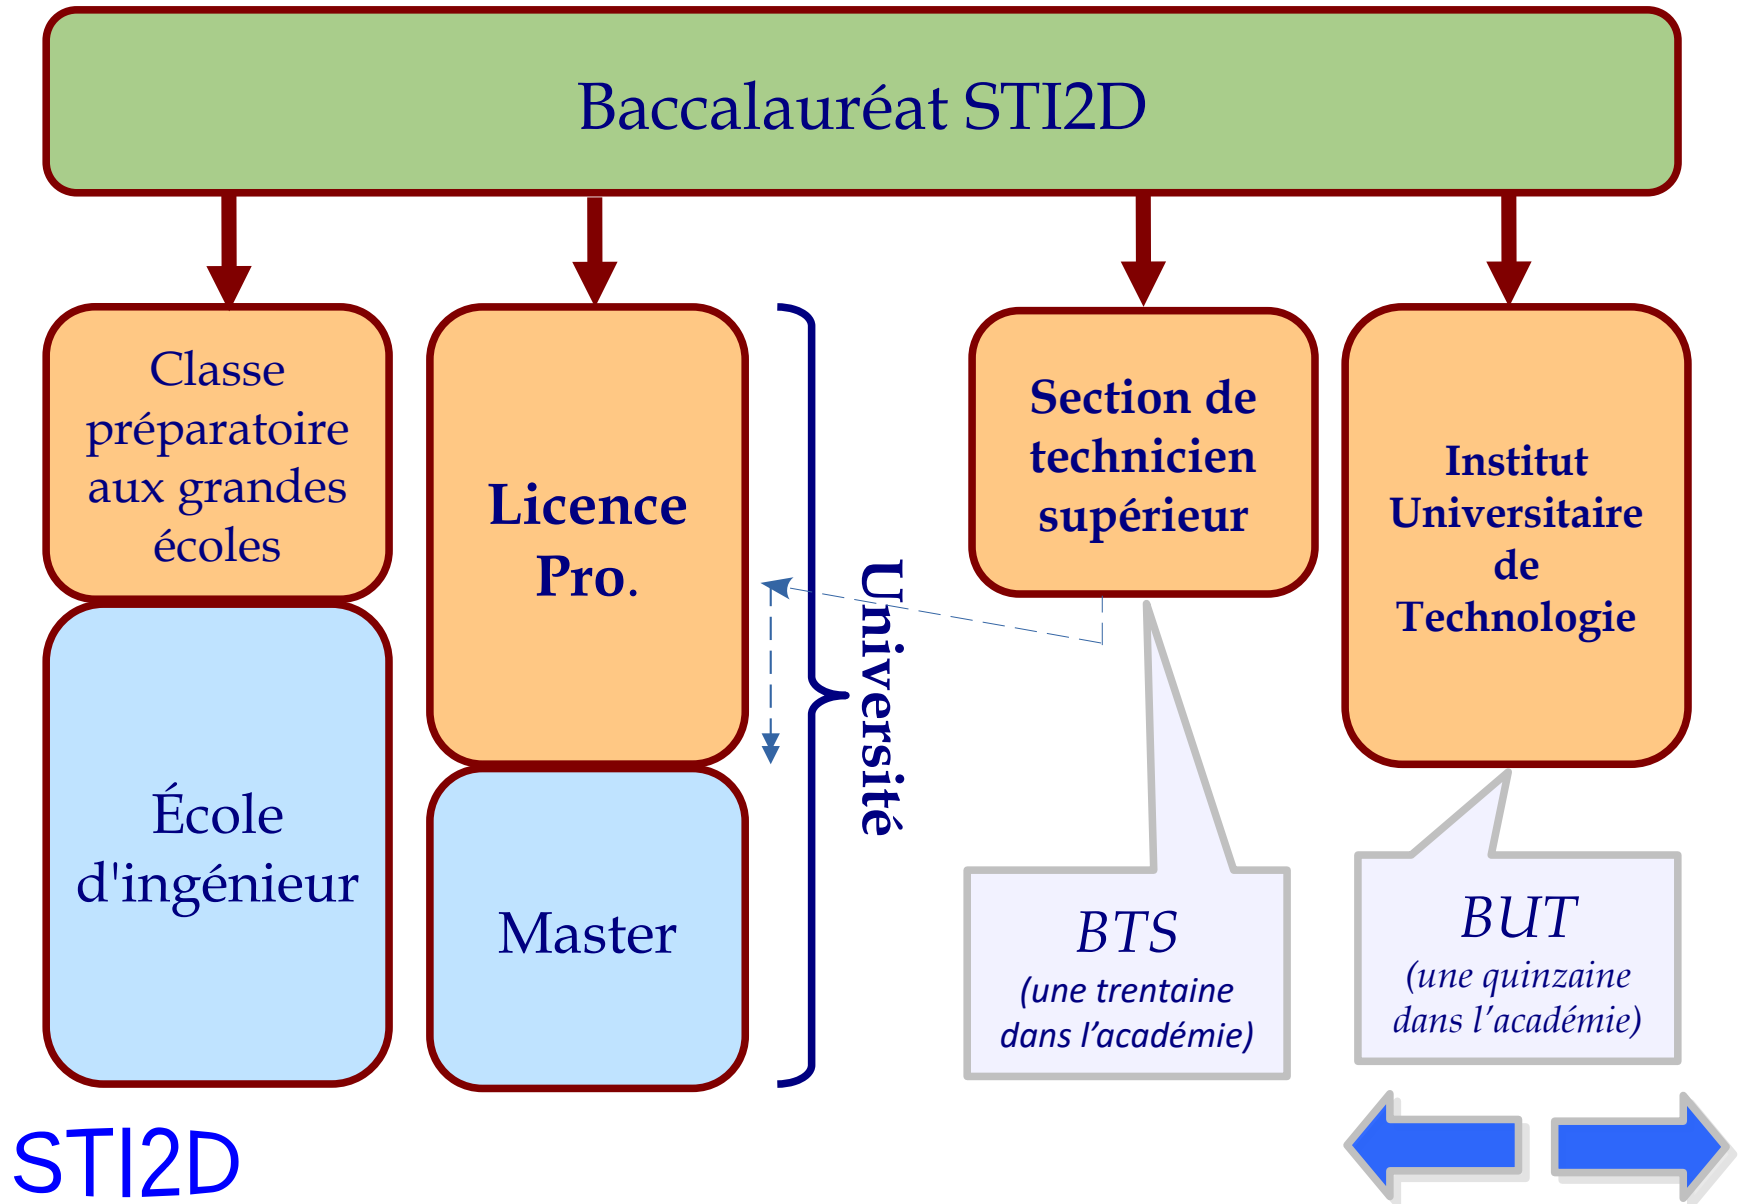 Baccalauréat STI2D
Classe
préparatoire
aux grandes
écoles
Licence
Pro.
Université
Section de
technicien
supérieur
Institut
Universitaire
de
Technologie
École
d'ingénieur
Master
BTS
(une trentaine
dans l’académie)
BUT
(une quinzaine
dans l’académie)
STI2D